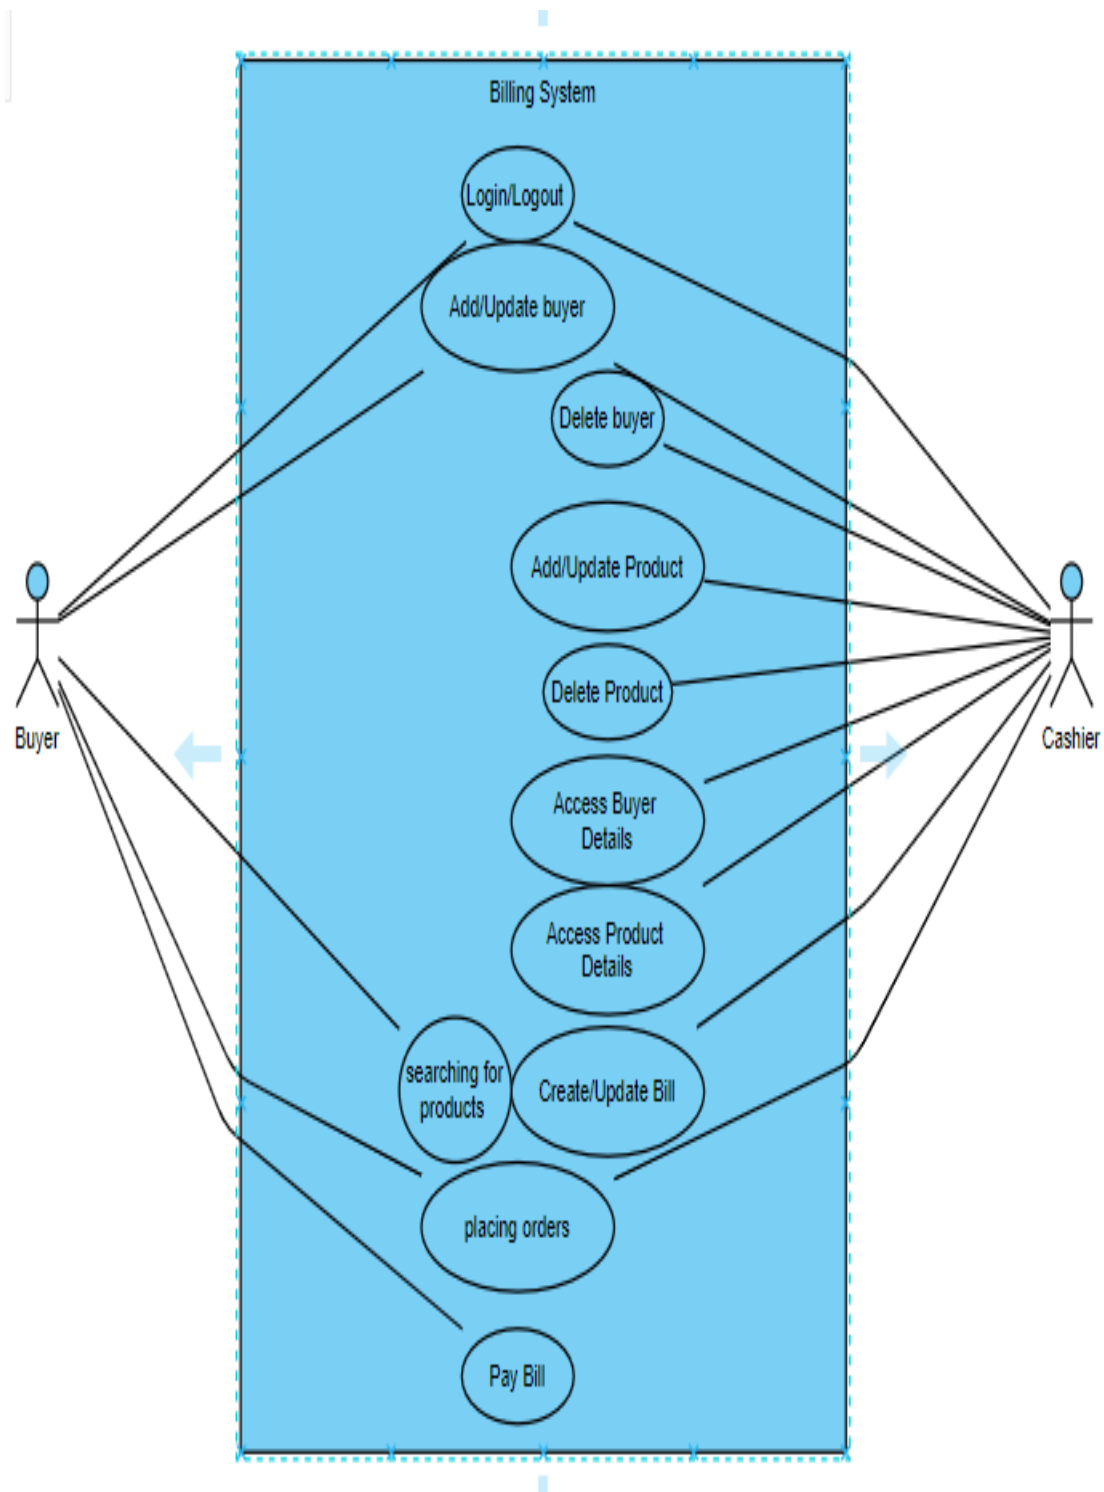 Billing System
Login/Logout
Add/Update buyer
Delete buyer
Add/Update Product
Delete Product
Buyer
Cashier
Access Buyer
Details
Access Product
Details
searching for
products
Create/Update Bill
placing orders
Pay Bill